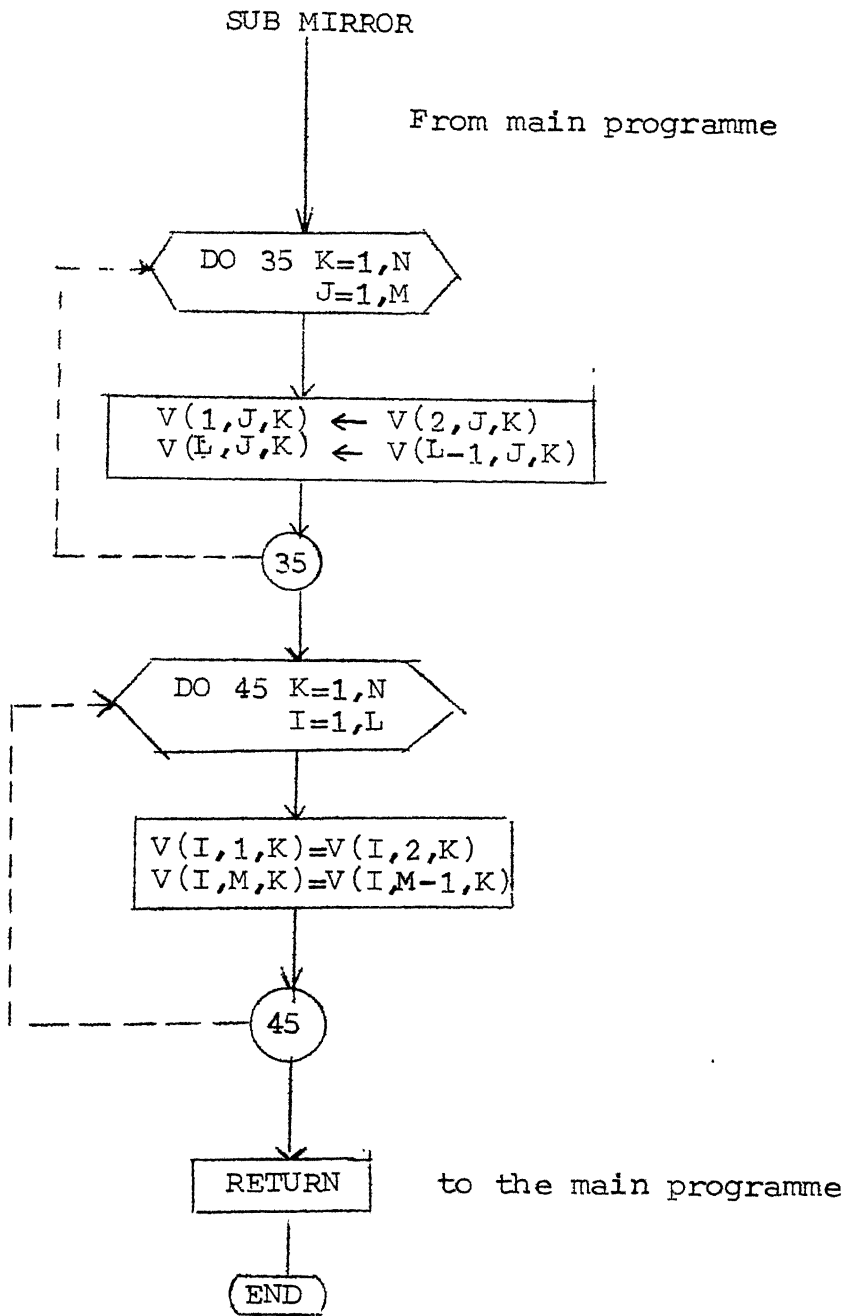 SUB MIRROR
From main programme
DO 35 K=1,N
J=1,M
V(1,J,K) ← V(2,J,K)
V(L,J,K) ← V(L-1,J,K)
35
DO 45 K=1,N
I=1,L
V(I,1,K)=V(I,2,K)
V(I,M,K)=V(I,M-1,K)
45
RETURN
to the main programme
END